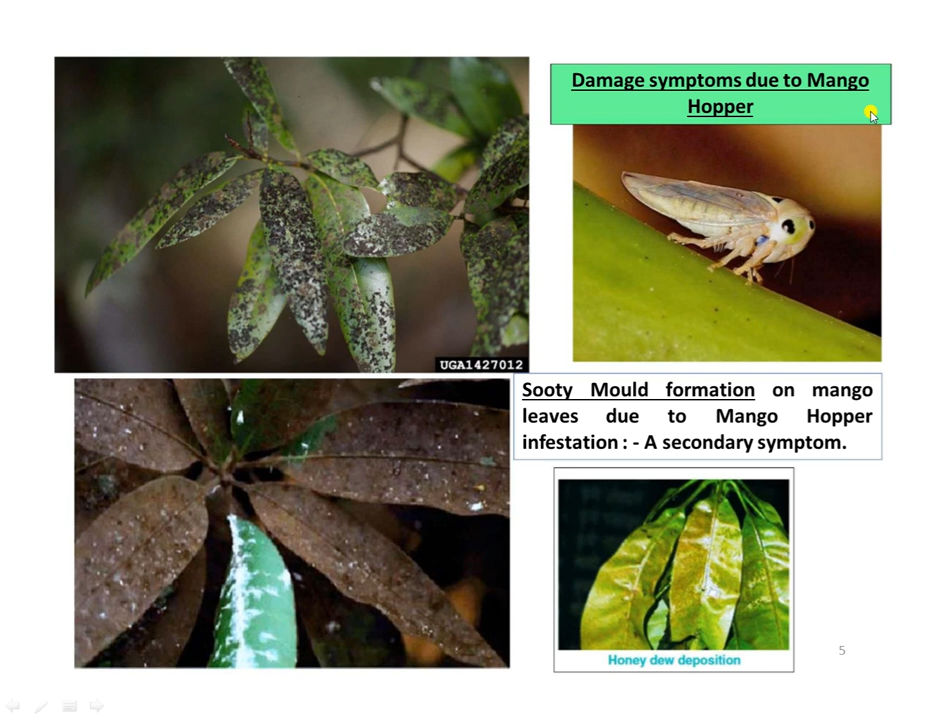 Damage symptoms due to Mango
Hopper
UGA1427012
Sooty Mould formation on mango
leaves due to Mango Hopper
infestation : - A secondary symptom.
Honey dew deposition
5